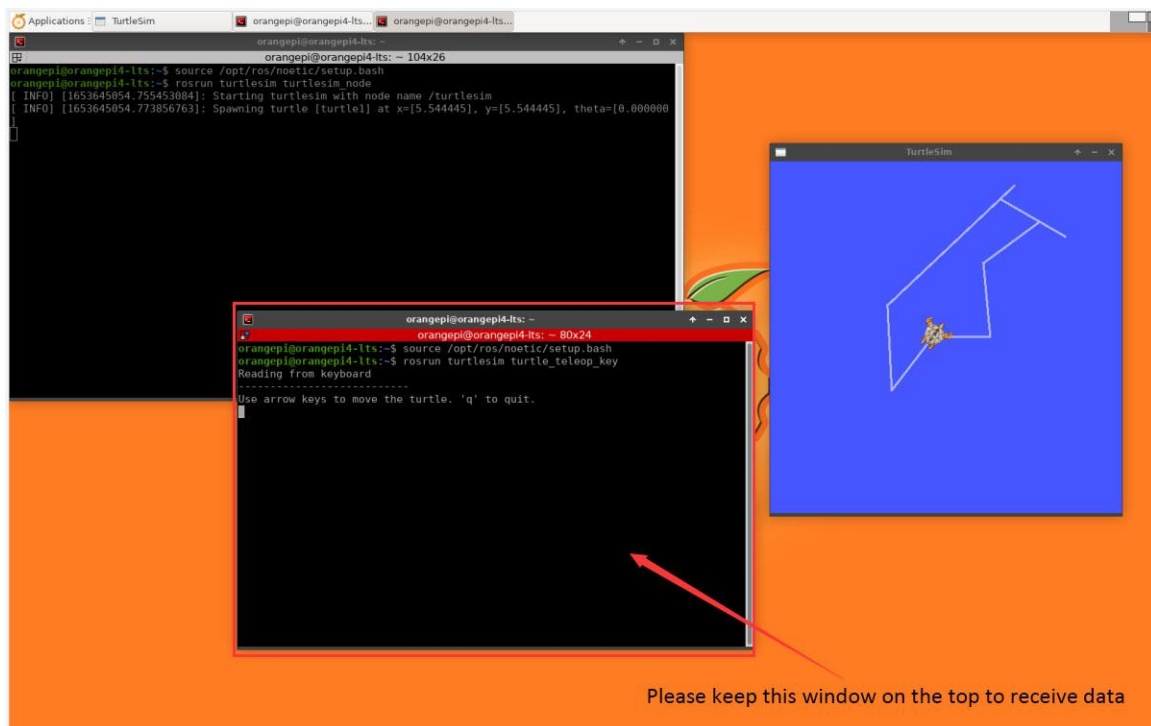 Applications
TurtleSim
orangepi@orangepi4-lts...
orangepi@orangepi4-lts...
orangepi@orangepi4-lts: ~
orangepi@orangepi4-lts: ~ 104x26
orangepi@orangepi4-lts:~$ source /opt/ros/noetic/setup.bash
orangepi@orangepi4-lts:~$ rosrun turtlesim turtlesim_node
[ INFO] [1653645054.755453084]: Starting turtlesim with node name /turtlesim
[ INFO] [1653645054.773856763]: Spawning turtle [turtle1] at x=[5.544445], y=[5.544445], theta=[0.000000
]
TurtleSim
orangepi@orangepi4-lts: ~
orangepi@orangepi4-lts: ~ 80x24
orangepi@orangepi4-lts:~$ source /opt/ros/noetic/setup.bash
orangepi@orangepi4-lts:~$ rosrun turtlesim turtle_teleop_key
Reading from keyboard
---------------------------
Use arrow keys to move the turtle. 'q' to quit.
Please keep this window on the top to receive data